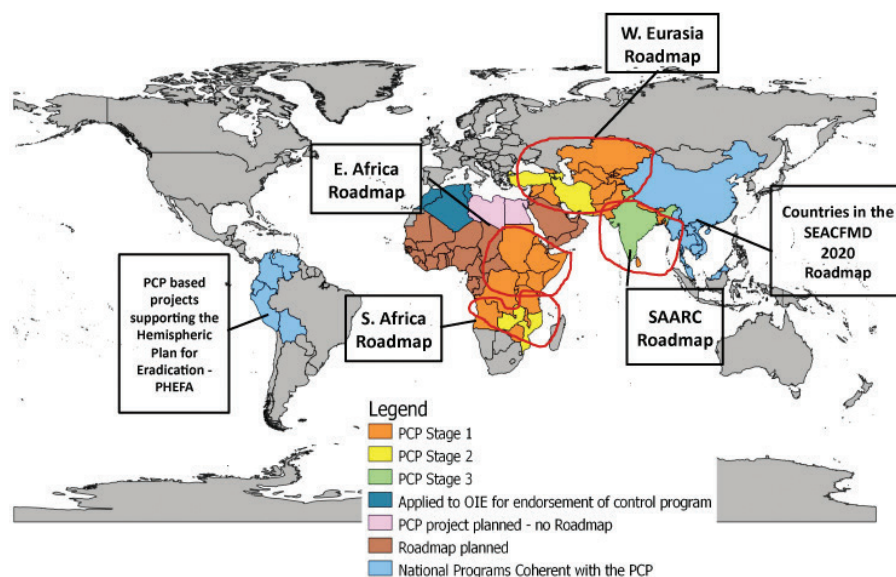 W. Eurasia
Roadmap
E. Africa
Roadmap
Countries in the
SEACFMD
2020
Roadmap
PCP based
projects
supporting the
Hemispheric
Plan for
Eradication -
PHEFA
S. Africa
Roadmap
SAARC
Roadmap
Legend
PCP Stage 1
PCP Stage 2
PCP Stage 3
Applied to OIE for endorsement of control program
PCP project planned - no Roadmap
Roadmap planned
National Programs Coherent with the PCP